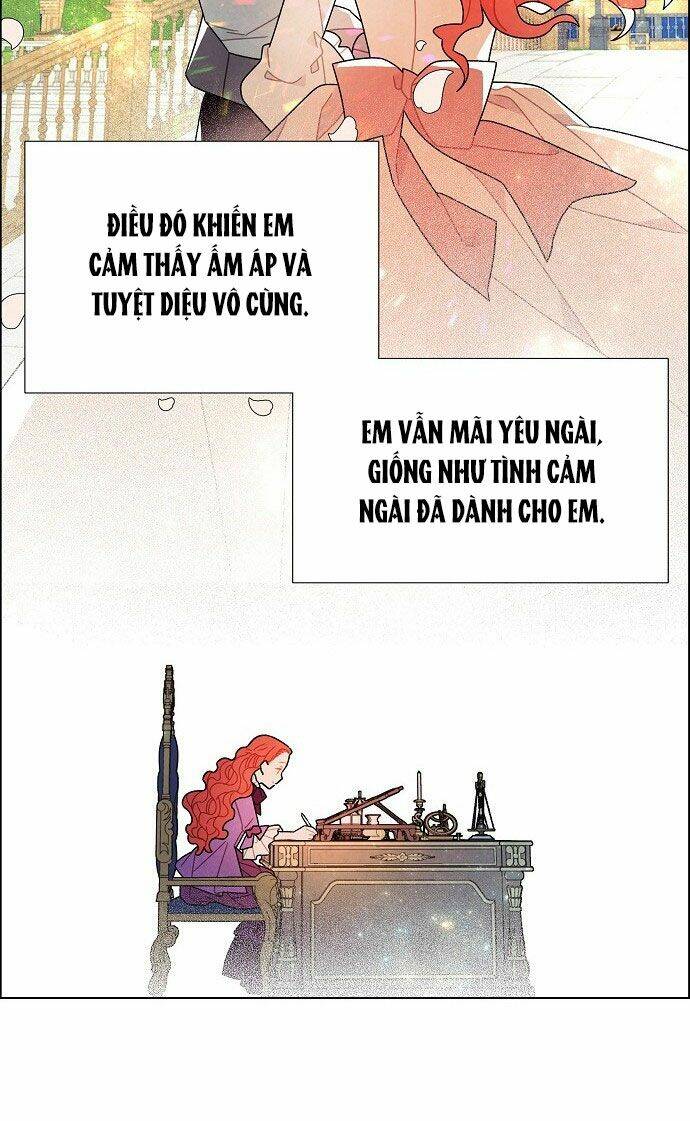 ĐIỀU ĐÓ KHIẾN EM
CẢM THẤY ẤM ÁP VÀ
TUYỆT DIỆU VÔ CÙNG.
EM VẪN MÃI YÊU NGÀI,
GIỐNG NHƯ TÌNH CẢM
NGÀI ĐÃ DÀNH CHO EM.